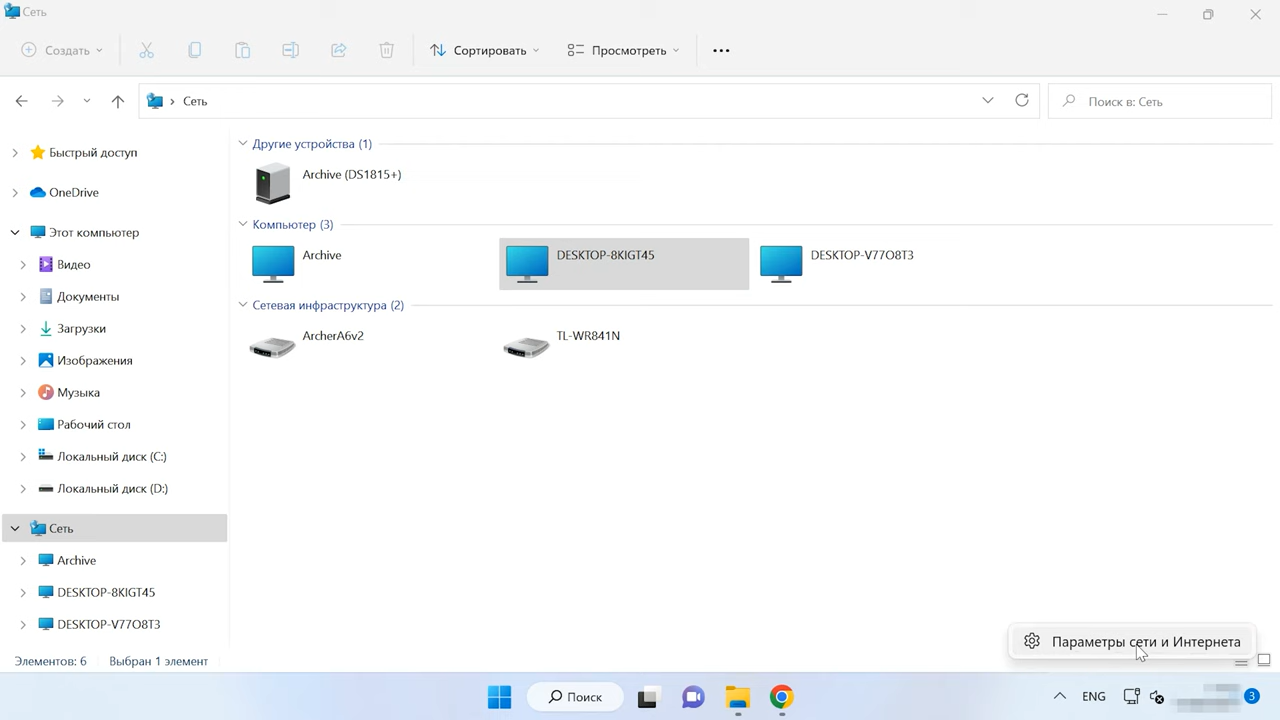 Сеть
Создать
Сортировать
Просмотреть
Сеть
Поиск в: Сеть
Быстрый доступ
OneDrive
Этот компьютер
Видео
Документы
Загрузки
Изображения
Музыка
Рабочий стол
Локальный диск (C:)
Локальный диск (D:)
Сеть
Archive
DESKTOP-8KIGT45
DESKTOP-V77O8T3
Другие устройства (1)
Archive (DS1815+)
Компьютер (3)
Archive
DESKTOP-8KIGT45
DESKTOP-V77O8T3
Сетевая инфраструктура (2)
ArcherA6v2
TL-WR841N
Параметры сети и Интернета
Элементов: 6
Выбран 1 элемент
Поиск
ENG
3